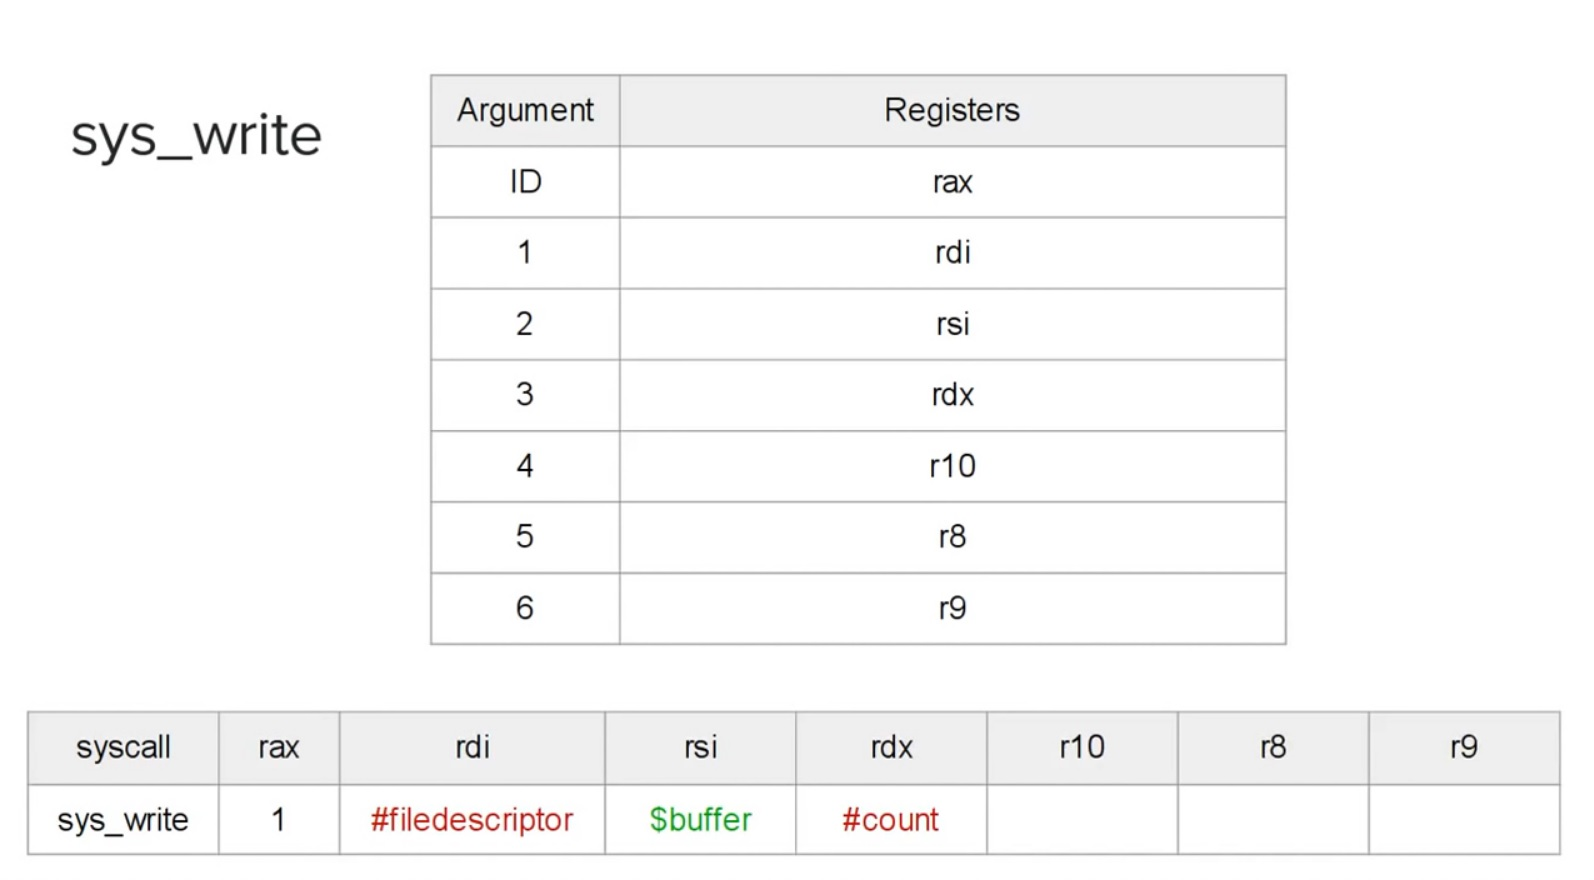 sys_write
Argument Registers
ID rax
1 rdi
2 rsi
3 rdx
4 r10
5 r8
6 r9
syscall rax rdi rsi rdx r10 r8 r9
sys_write 1 #filedescriptor $buffer #count